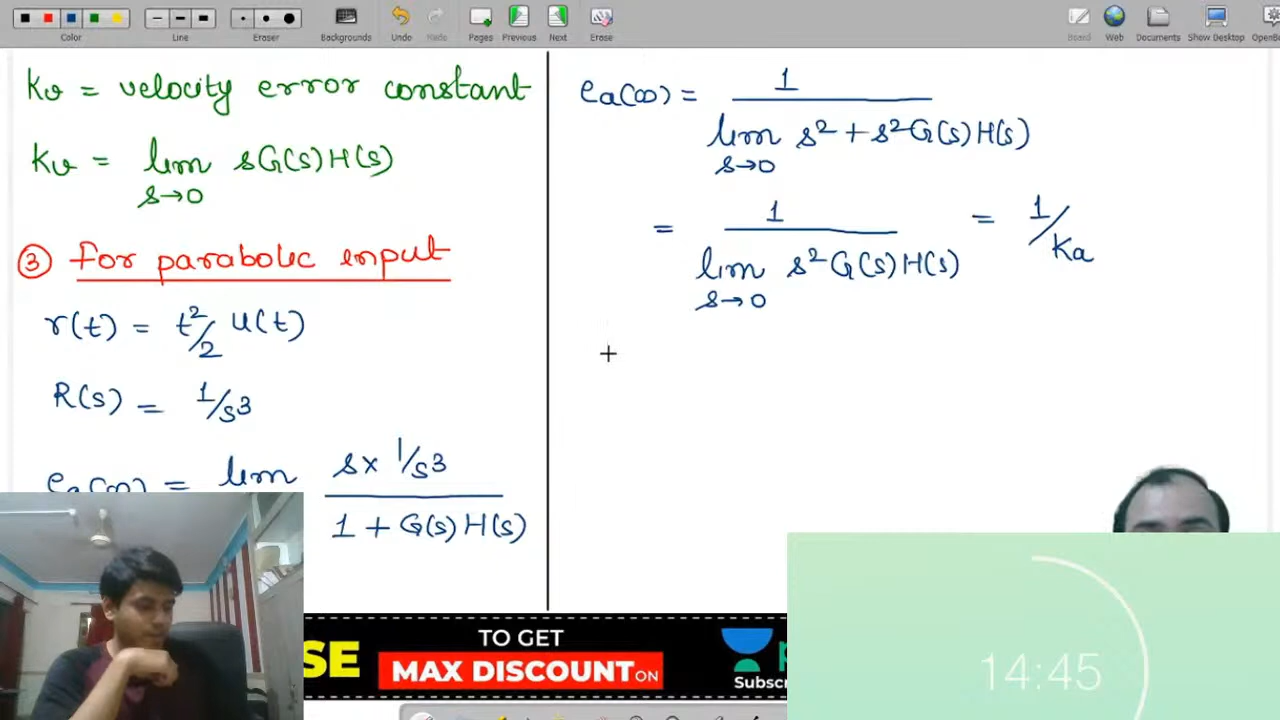 Color Line Eraser Backgrounds Undo Redo Pages Previous Next Erase Board Web Documents Show Desktop
kv = velocity error constant
kv = lim sG(s)H(s)
s→0
③ For parabolic input
r(t) = t²/2 u(t)
R(s) = 1/s³
ea(∞) = lim s× 1/s³
1 + G(s)H(s)
ea(∞) = 1
lim s² + s²G(s)H(s)
s→0
= 1 = 1/ka
lim s²G(s)H(s)
s→0
TO GET
MAX DISCOUNT ON
14:45